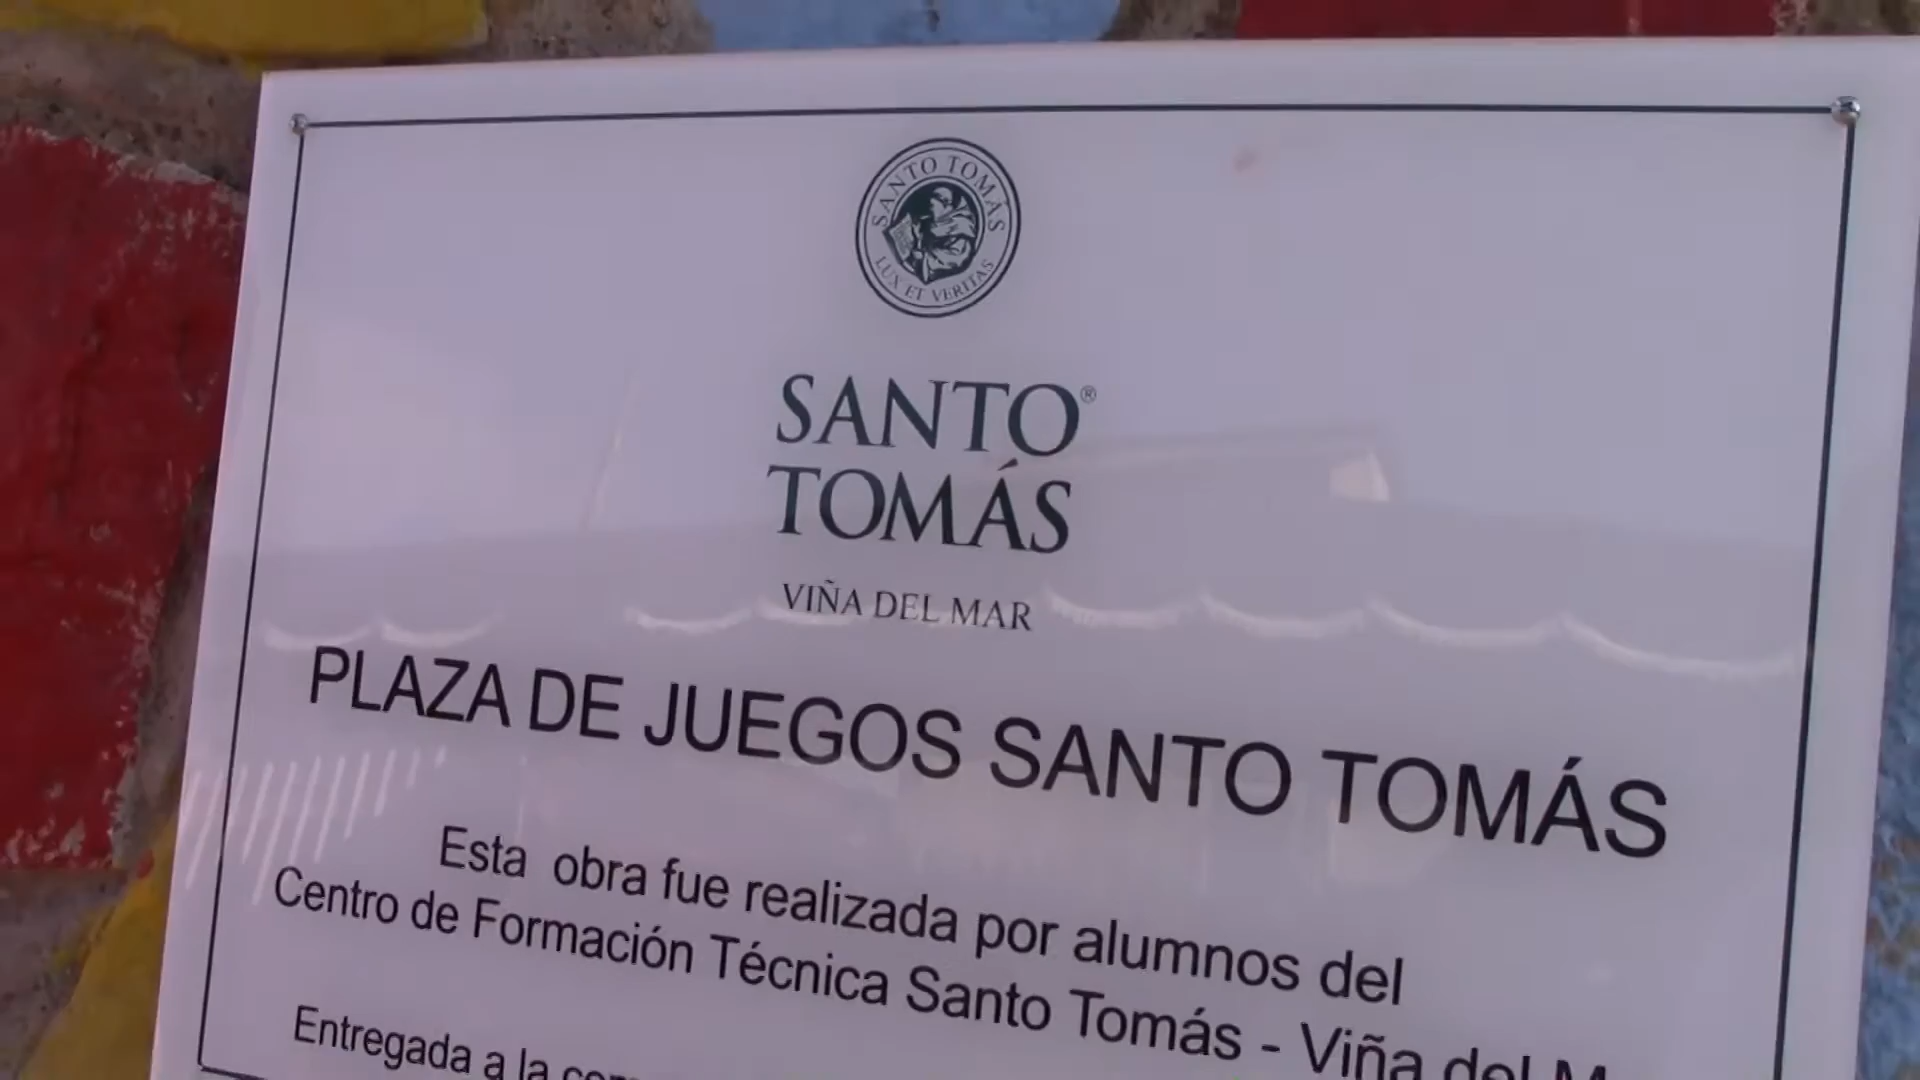 SANTO TOMÁS
LUX ET VERITAS
SANTO®
TOMÁS
VIÑA DEL MAR
PLAZA DE JUEGOS SANTO TOMÁS
Esta obra fue realizada por alumnos del
Centro de Formación Técnica Santo Tomás - Viña del
Entregada a la